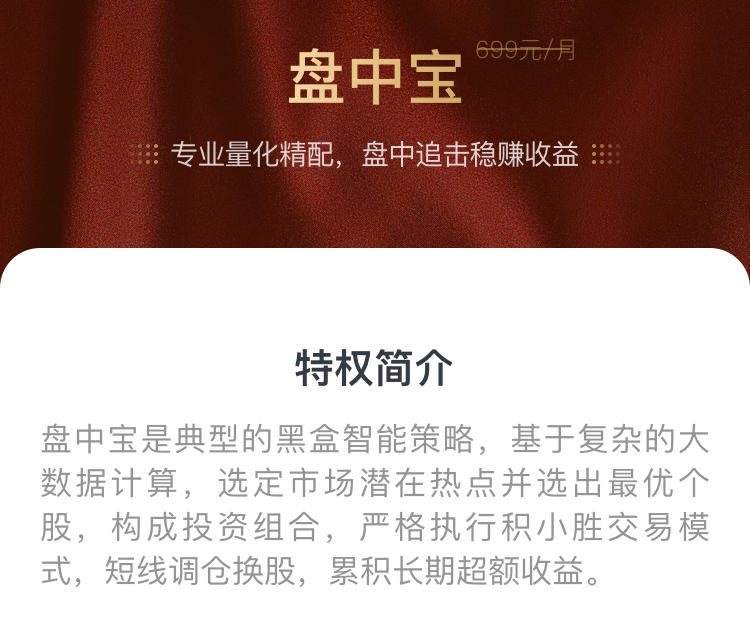 699元/月
盘中宝
专业量化精配，盘中追击稳赚收益
特权简介
盘中宝是典型的黑盒智能策略，基于复杂的大
数据计算，选定市场潜在热点并选出最优个
股，构成投资组合，严格执行积小胜交易模
式，短线调仓换股，累积长期超额收益。